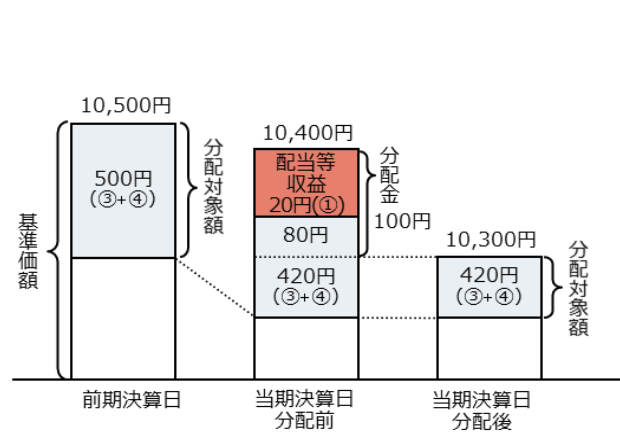 10,500円
500円
(③+④)
分配対象額
基準価額
前期決算日
10,400円
配当等
収益
20円(①)
80円
420円
(③+④)
分配金
100円
当期決算日
分配前
10,300円
420円
(③+④)
分配対象額
当期決算日
分配後